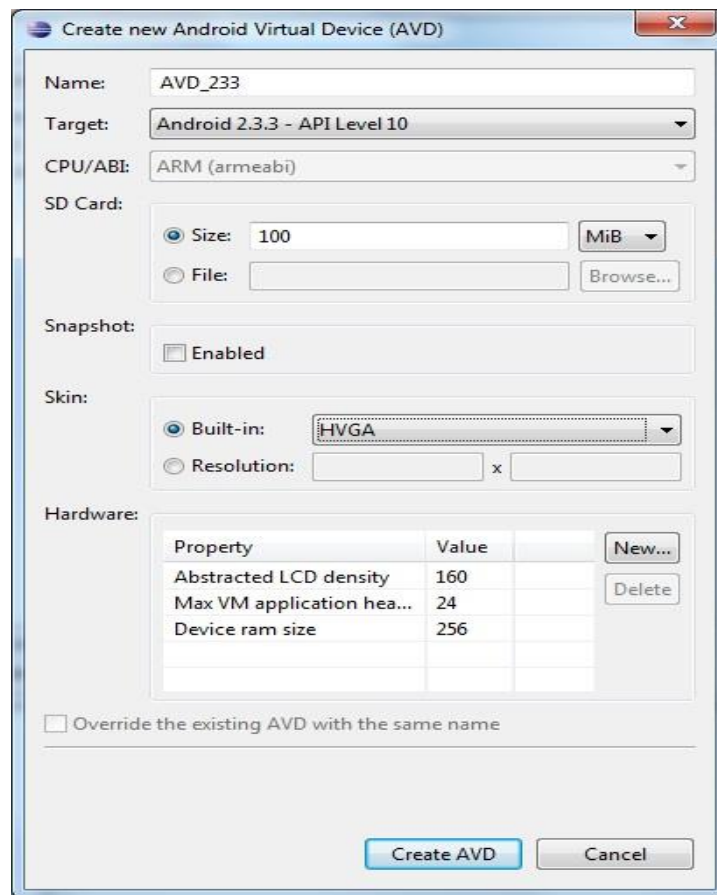 Create new Android Virtual Device (AVD)
Name: AVD_233
Target: Android 2.3.3 - API Level 10
CPU/ABI: ARM (armeabi)
SD Card:
Size: 100 MiB
File: Browse...
Snapshot:
Enabled
Skin:
Built-in: HVGA
Resolution: x
Hardware:
Property Value New...
Abstracted LCD density 160 Delete
Max VM application hea... 24
Device ram size 256
Override the existing AVD with the same name
Create AVD Cancel